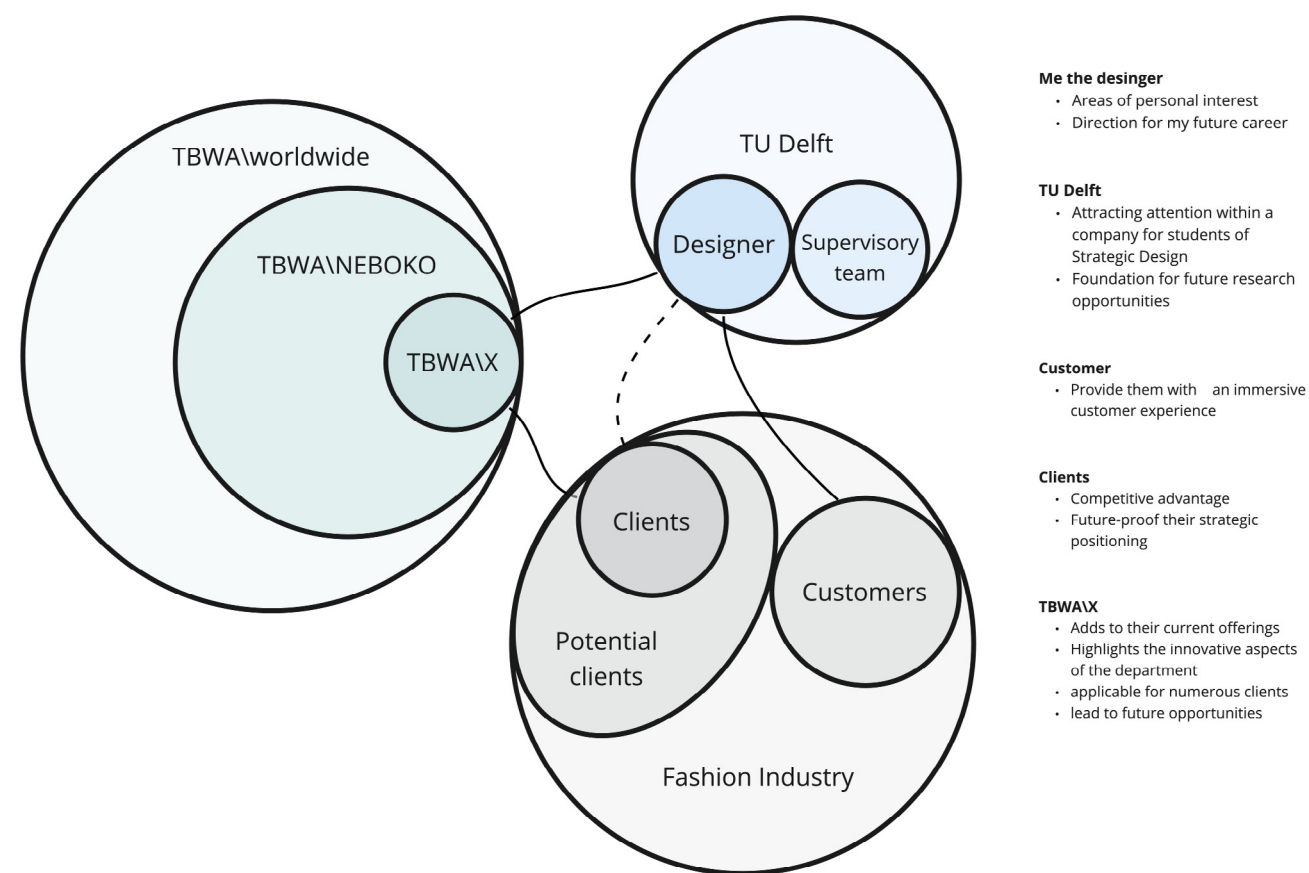 TBWA\worldwide
TBWA\NEBOKO
TBWA\X
TU Delft
Designer
Supervisory
team
Clients
Potential
clients
Customers
Fashion Industry
Me the desinger
• Areas of personal interest
• Direction for my future career
TU Delft
• Attracting attention within a
company for students of
Strategic Design
• Foundation for future research
opportunities
Customer
• Provide them with an immersive
customer experience
Clients
• Competitive advantage
• Future-proof their strategic
positioning
TBWA\X
• Adds to their current offerings
• Highlights the innovative aspects
of the department
• applicable for numerous clients
• lead to future opportunities